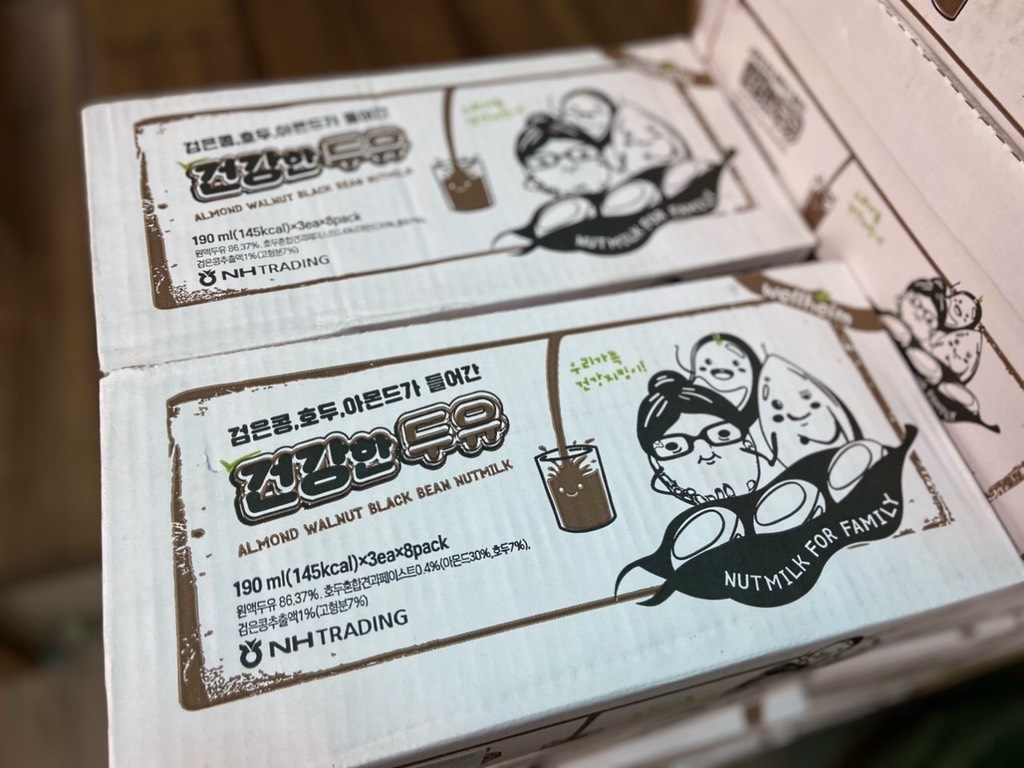 검은콩,호두,아몬드가 들어간
건강한 두유
ALMOND WALNUT BLACK BEAN NUTMILK
190 ml(145kcal)×3ea×8pack
검은콩추출액1%(고형분7%)
NH TRADING
NUTMILK FOR FAMILY
검은콩,호두,아몬드가 들어간
건강한 두유
ALMOND WALNUT BLACK BEAN NUTMILK
190 ml(145kcal)×3ea×8pack
원액두유 86.37%, 호두혼합견과페이스트0.4%(아몬드30%,호두7%),
검은콩추출액1%(고형분7%)
NH TRADING
우리가족
건강지킴이!
NUTMILK FOR FAMILY